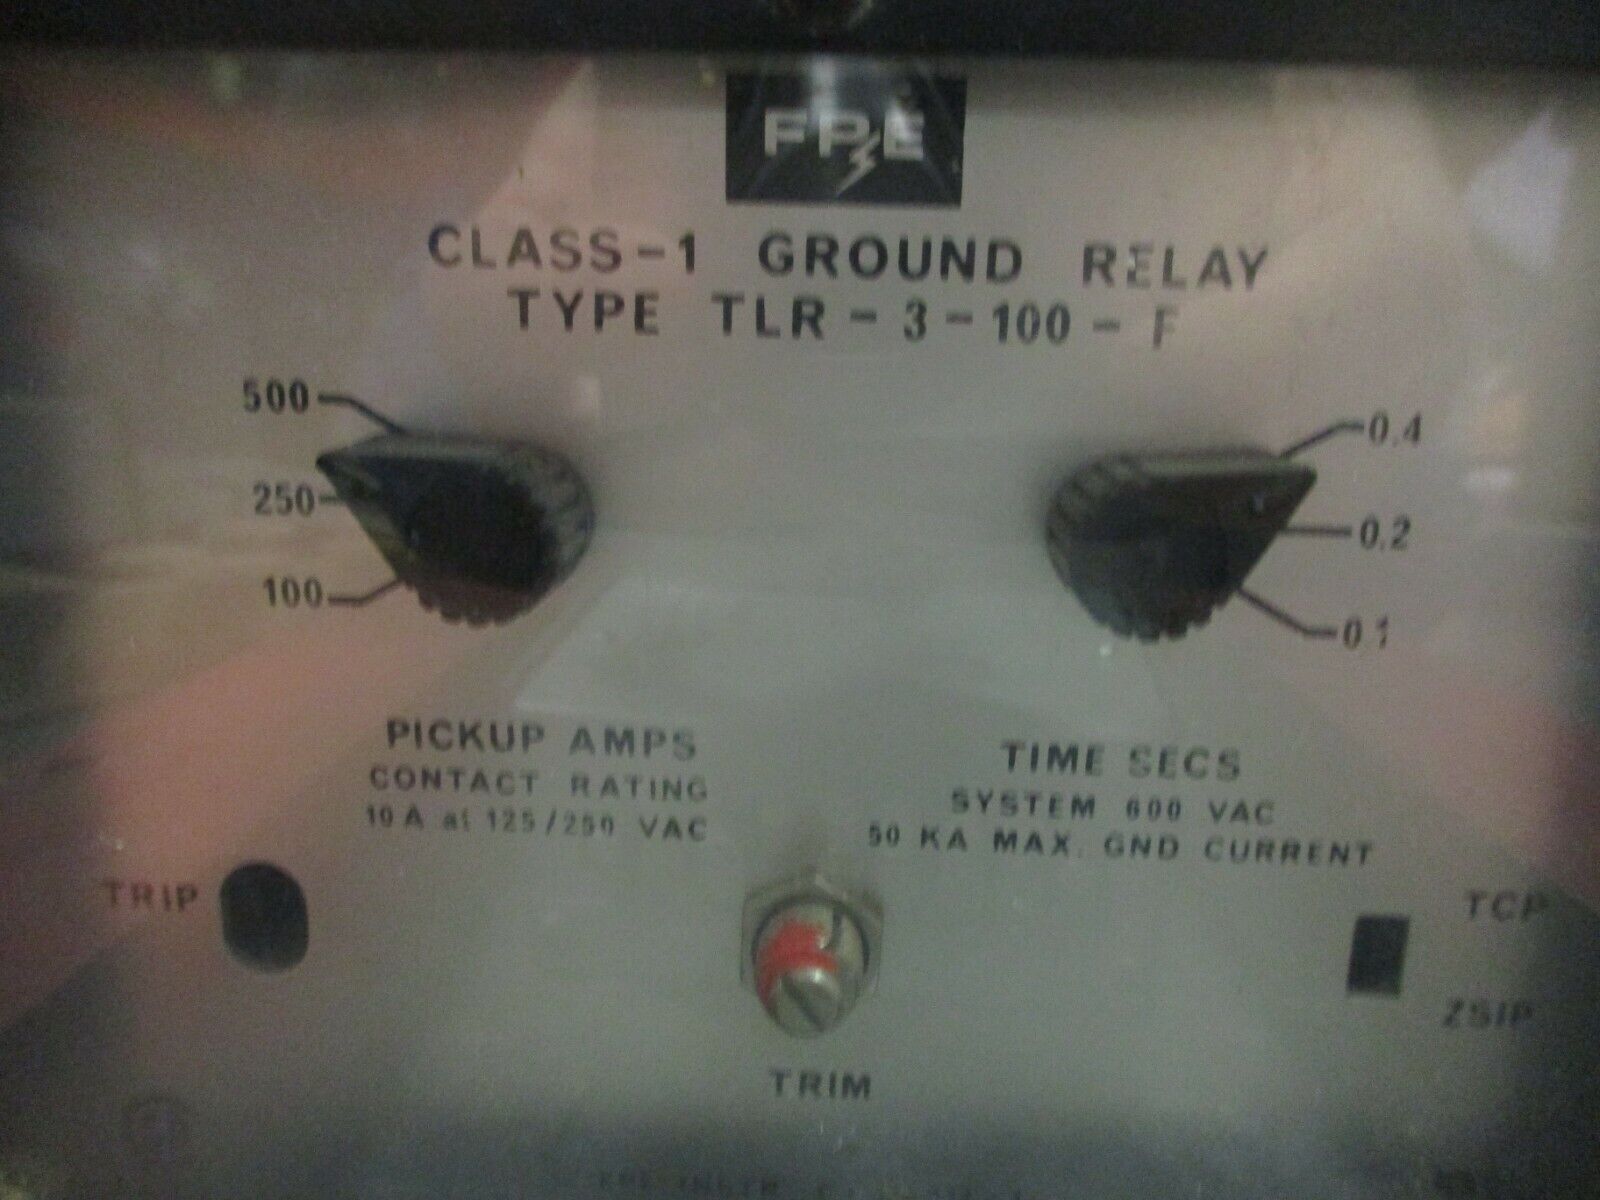 FPE
CLASS-1 GROUND RELAY
TYPE TLR-3-100-F
500
250
100
0.4
0.2
0.1
PICKUP AMPS
CONTACT RATING
10A at 125/250 VAC
TIME SECS
SYSTEM 600 VAC
50 KA MAX. GND CURRENT
TRIP
TCP
ZSIP
TRIM